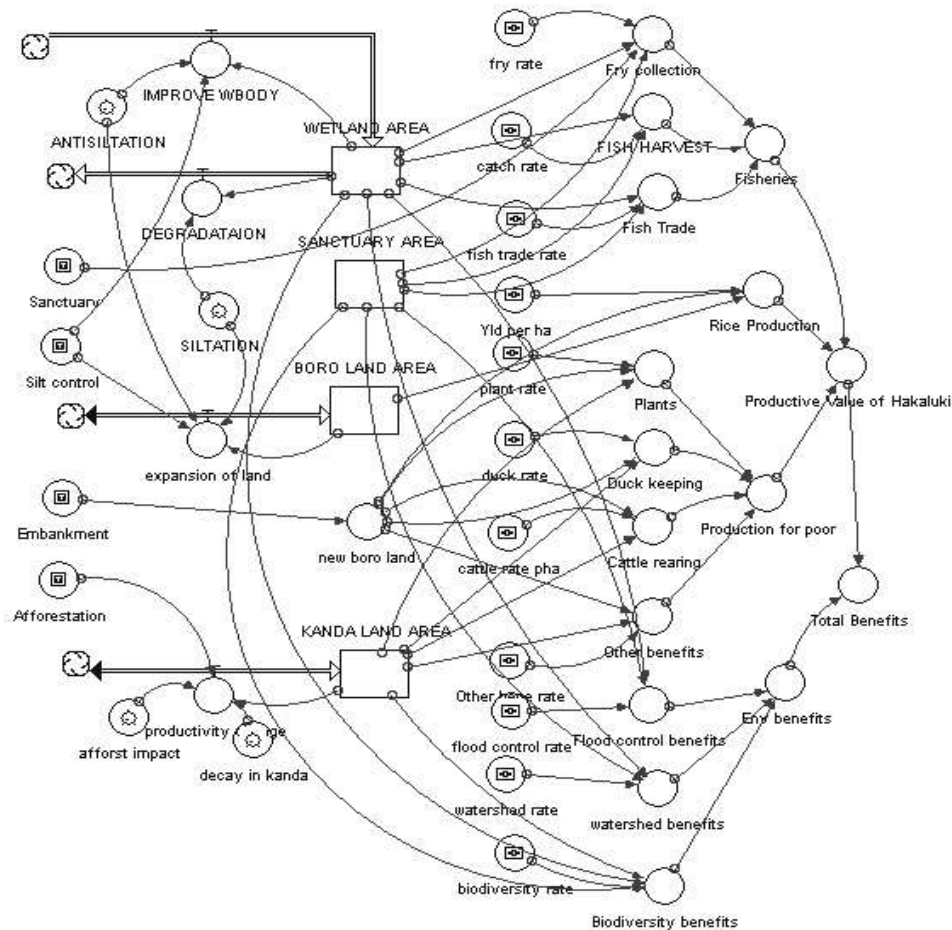 fry rate
Fry collection
IMPROVE WBODY
ANTISILTATION
WETLAND AREA
catch rate
FISH/HARVEST
Fisheries
DEGRADATAION
SANCTUARY AREA
fish trade rate
Fish Trade
Sanctuary
SILTATION
Yld per ha
Rice Production
Silt control
BORO LAND AREA
plant rate
Plants
Productive Value of Hakaluki
expansion of land
duck rate
Duck keeping
Embankment
new boro land
cattle rate pha
Cattle rearing
Production for poor
Afforestation
KANDA LAND AREA
Other benefits
Total Benefits
Other bene rate
Env benefits
productivity
afforst impact
flood control rate
Flood control benefits
decay in kanda
watershed rate
watershed benefits
biodiversity rate
Biodiversity benefits